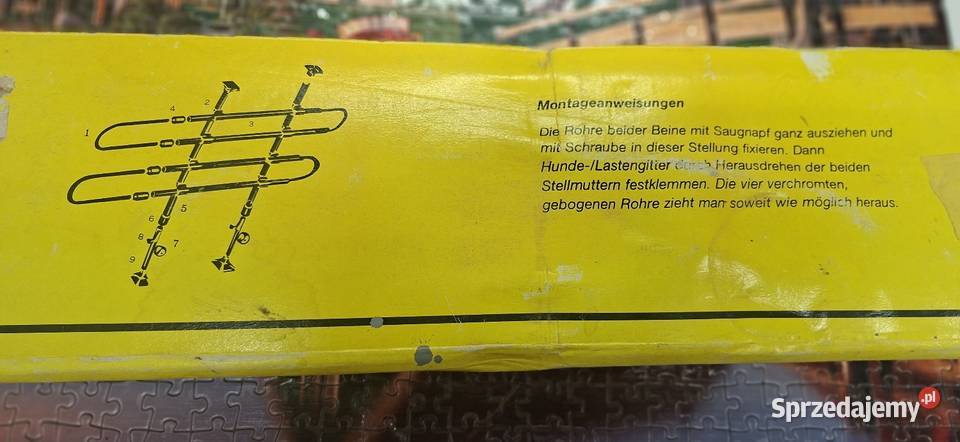 Montageanweisungen
Die Rohre beider Beine mit Saugnapf ganz ausziehen und
mit Schraube in dieser Stellung fixieren. Dann
Hunde-/Lastengitter durch Herausdrehen der beiden
Stellmuttern festklemmen. Die vier verchromten,
gebogenen Rohre zieht man soweit wie möglich heraus.
1
4
2
3
5
6
8
7
9
Sprzedajemy.pl